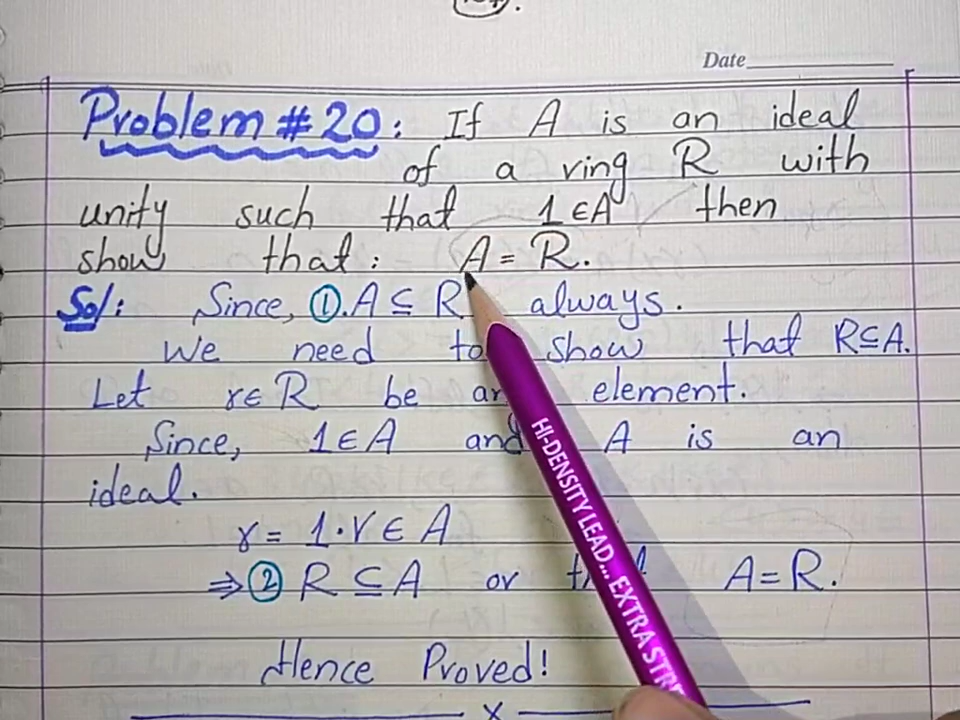 Date
Problem #20: If A is an ideal
of a ring R with
unity such that 1∈A then
show that: A = R.
Sol: Since, ①. A ⊆ R always.
We need to show that R⊆A.
Let r∈R be an element.
Since, 1∈A and A is an
ideal.
r = 1·r ∈ A
⇒ ② R ⊆ A or A=R.
Hence Proved!
x
HI-DENSITY LEAD... EXTRA STRE